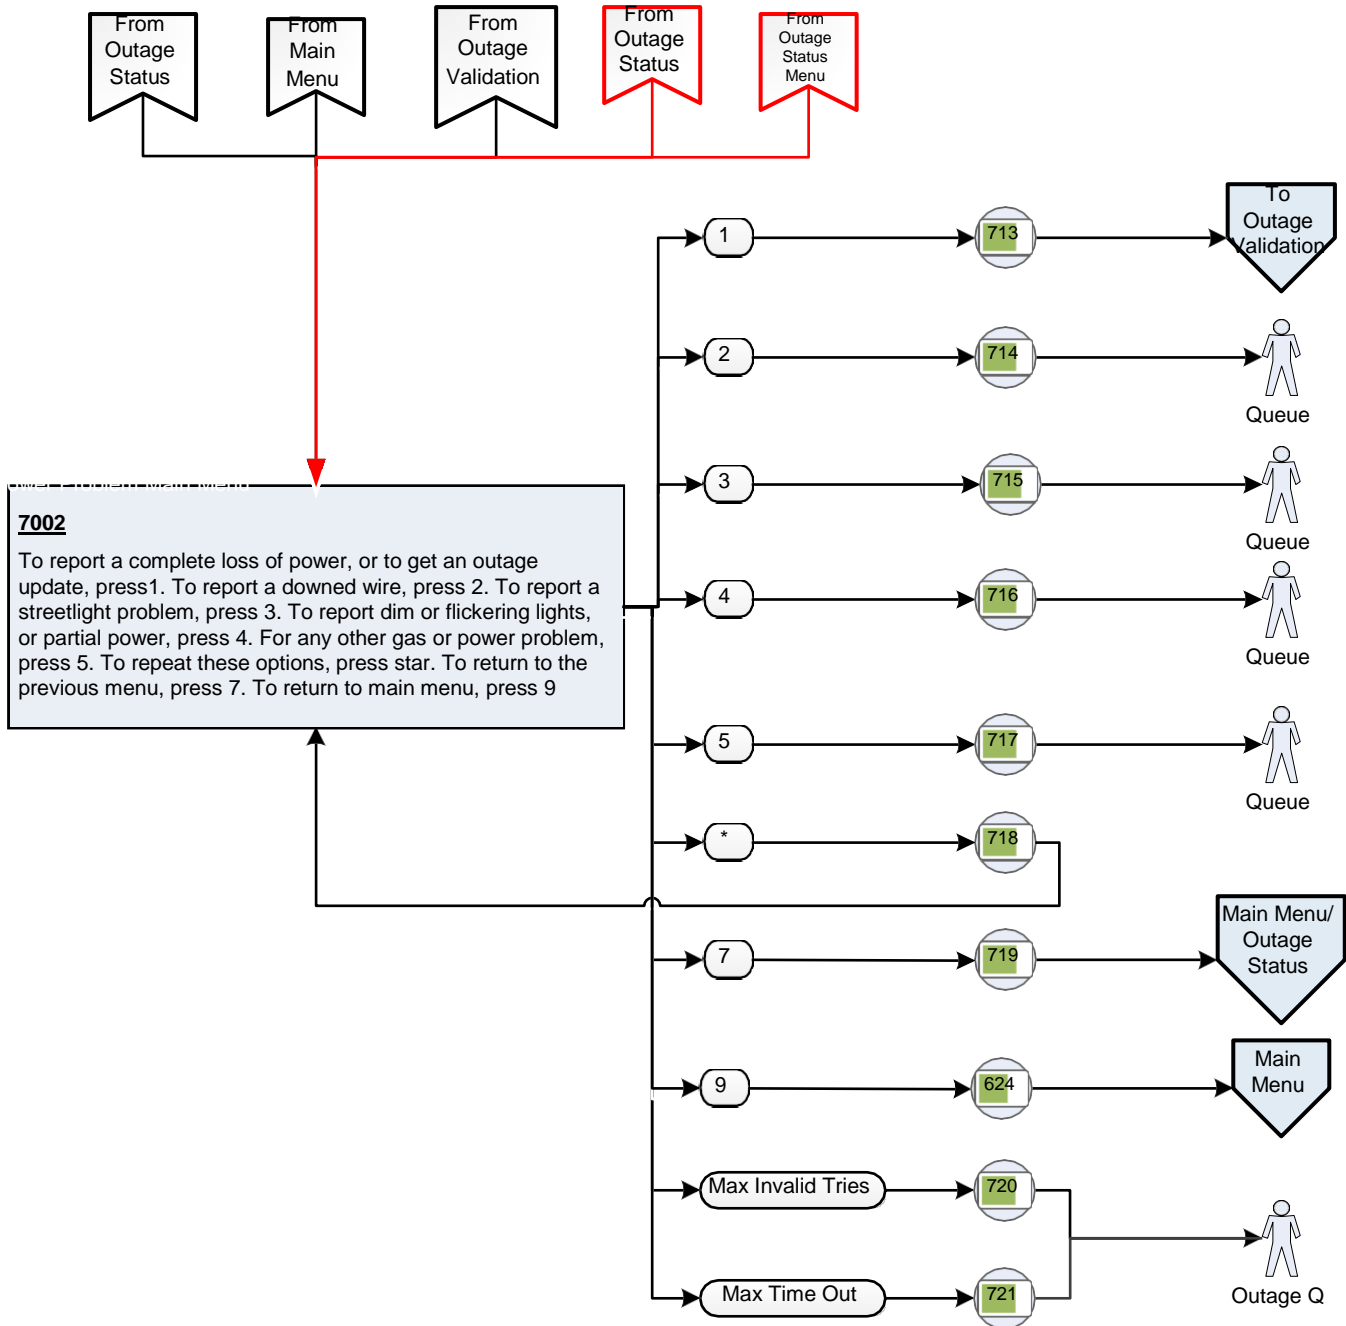 From
Outage
Status
From
Main
Menu
From
Outage
Validation
From
Outage
Status
From
Outage
Status
Menu
1
713
To
Outage
Validation
2
714
Queue
3
715
Queue
Problem Main Menu
7002
To report a complete loss of power, or to get an outage
update, press1. To report a downed wire, press 2. To report a
streetlight problem, press 3. To report dim or flickering lights,
or partial power, press 4. For any other gas or power problem,
press 5. To repeat these options, press star. To return to the
previous menu, press 7. To return to main menu, press 9
4
716
Queue
5
717
Queue
*
718
7
719
Main Menu/
Outage
Status
9
624
Main
Menu
Max Invalid Tries
720
Max Time Out
721
Outage Q